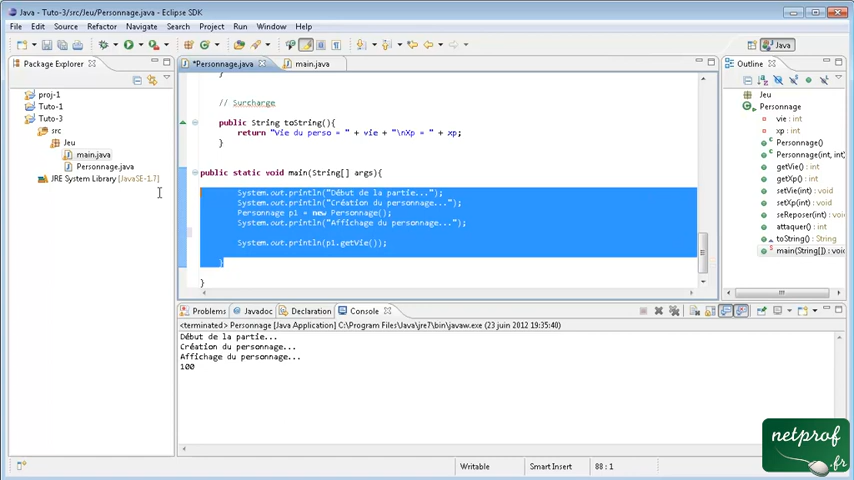 Java - Tuto-3/src/Jeu/Personnage.java - Eclipse SDK
File Edit Source Refactor Navigate Search Project Run Window Help
Java
Package Explorer
*Personnage.java
main.java
Outline
proj-1
Tuto-1
Tuto-3
src
Jeu
main.java
Personnage.java
JRE System Library [JavaSE-1.7]
}
// Surcharge
public String toString(){
return "Vie du perso = " + vie + "\nXp = " + xp;
}
public static void main(String[] args){
System.out.println("Début de la partie...");
System.out.println("Création du personnage...");
Personnage p1 = new Personnage();
System.out.println("Affichage du personnage...");
System.out.println(p1.getVie());
}
}
Jeu
Personnage
vie : int
xp : int
Personnage()
Personnage(int, int)
getVie() : int
getXp() : int
setVie(int) : void
setXp(int) : void
seReposer(int) : void
attaquer() : int
toString() : String
main(String[]) : void
Problems
Javadoc
Declaration
Console
<terminated> Personnage [Java Application] C:\Program Files\Java\jre7\bin\javaw.exe (23 juin 2012 19:35:40)
Début de la partie...
Création du personnage...
Affichage du personnage...
100
Writable
Smart Insert
88 : 1
netprof
.fr